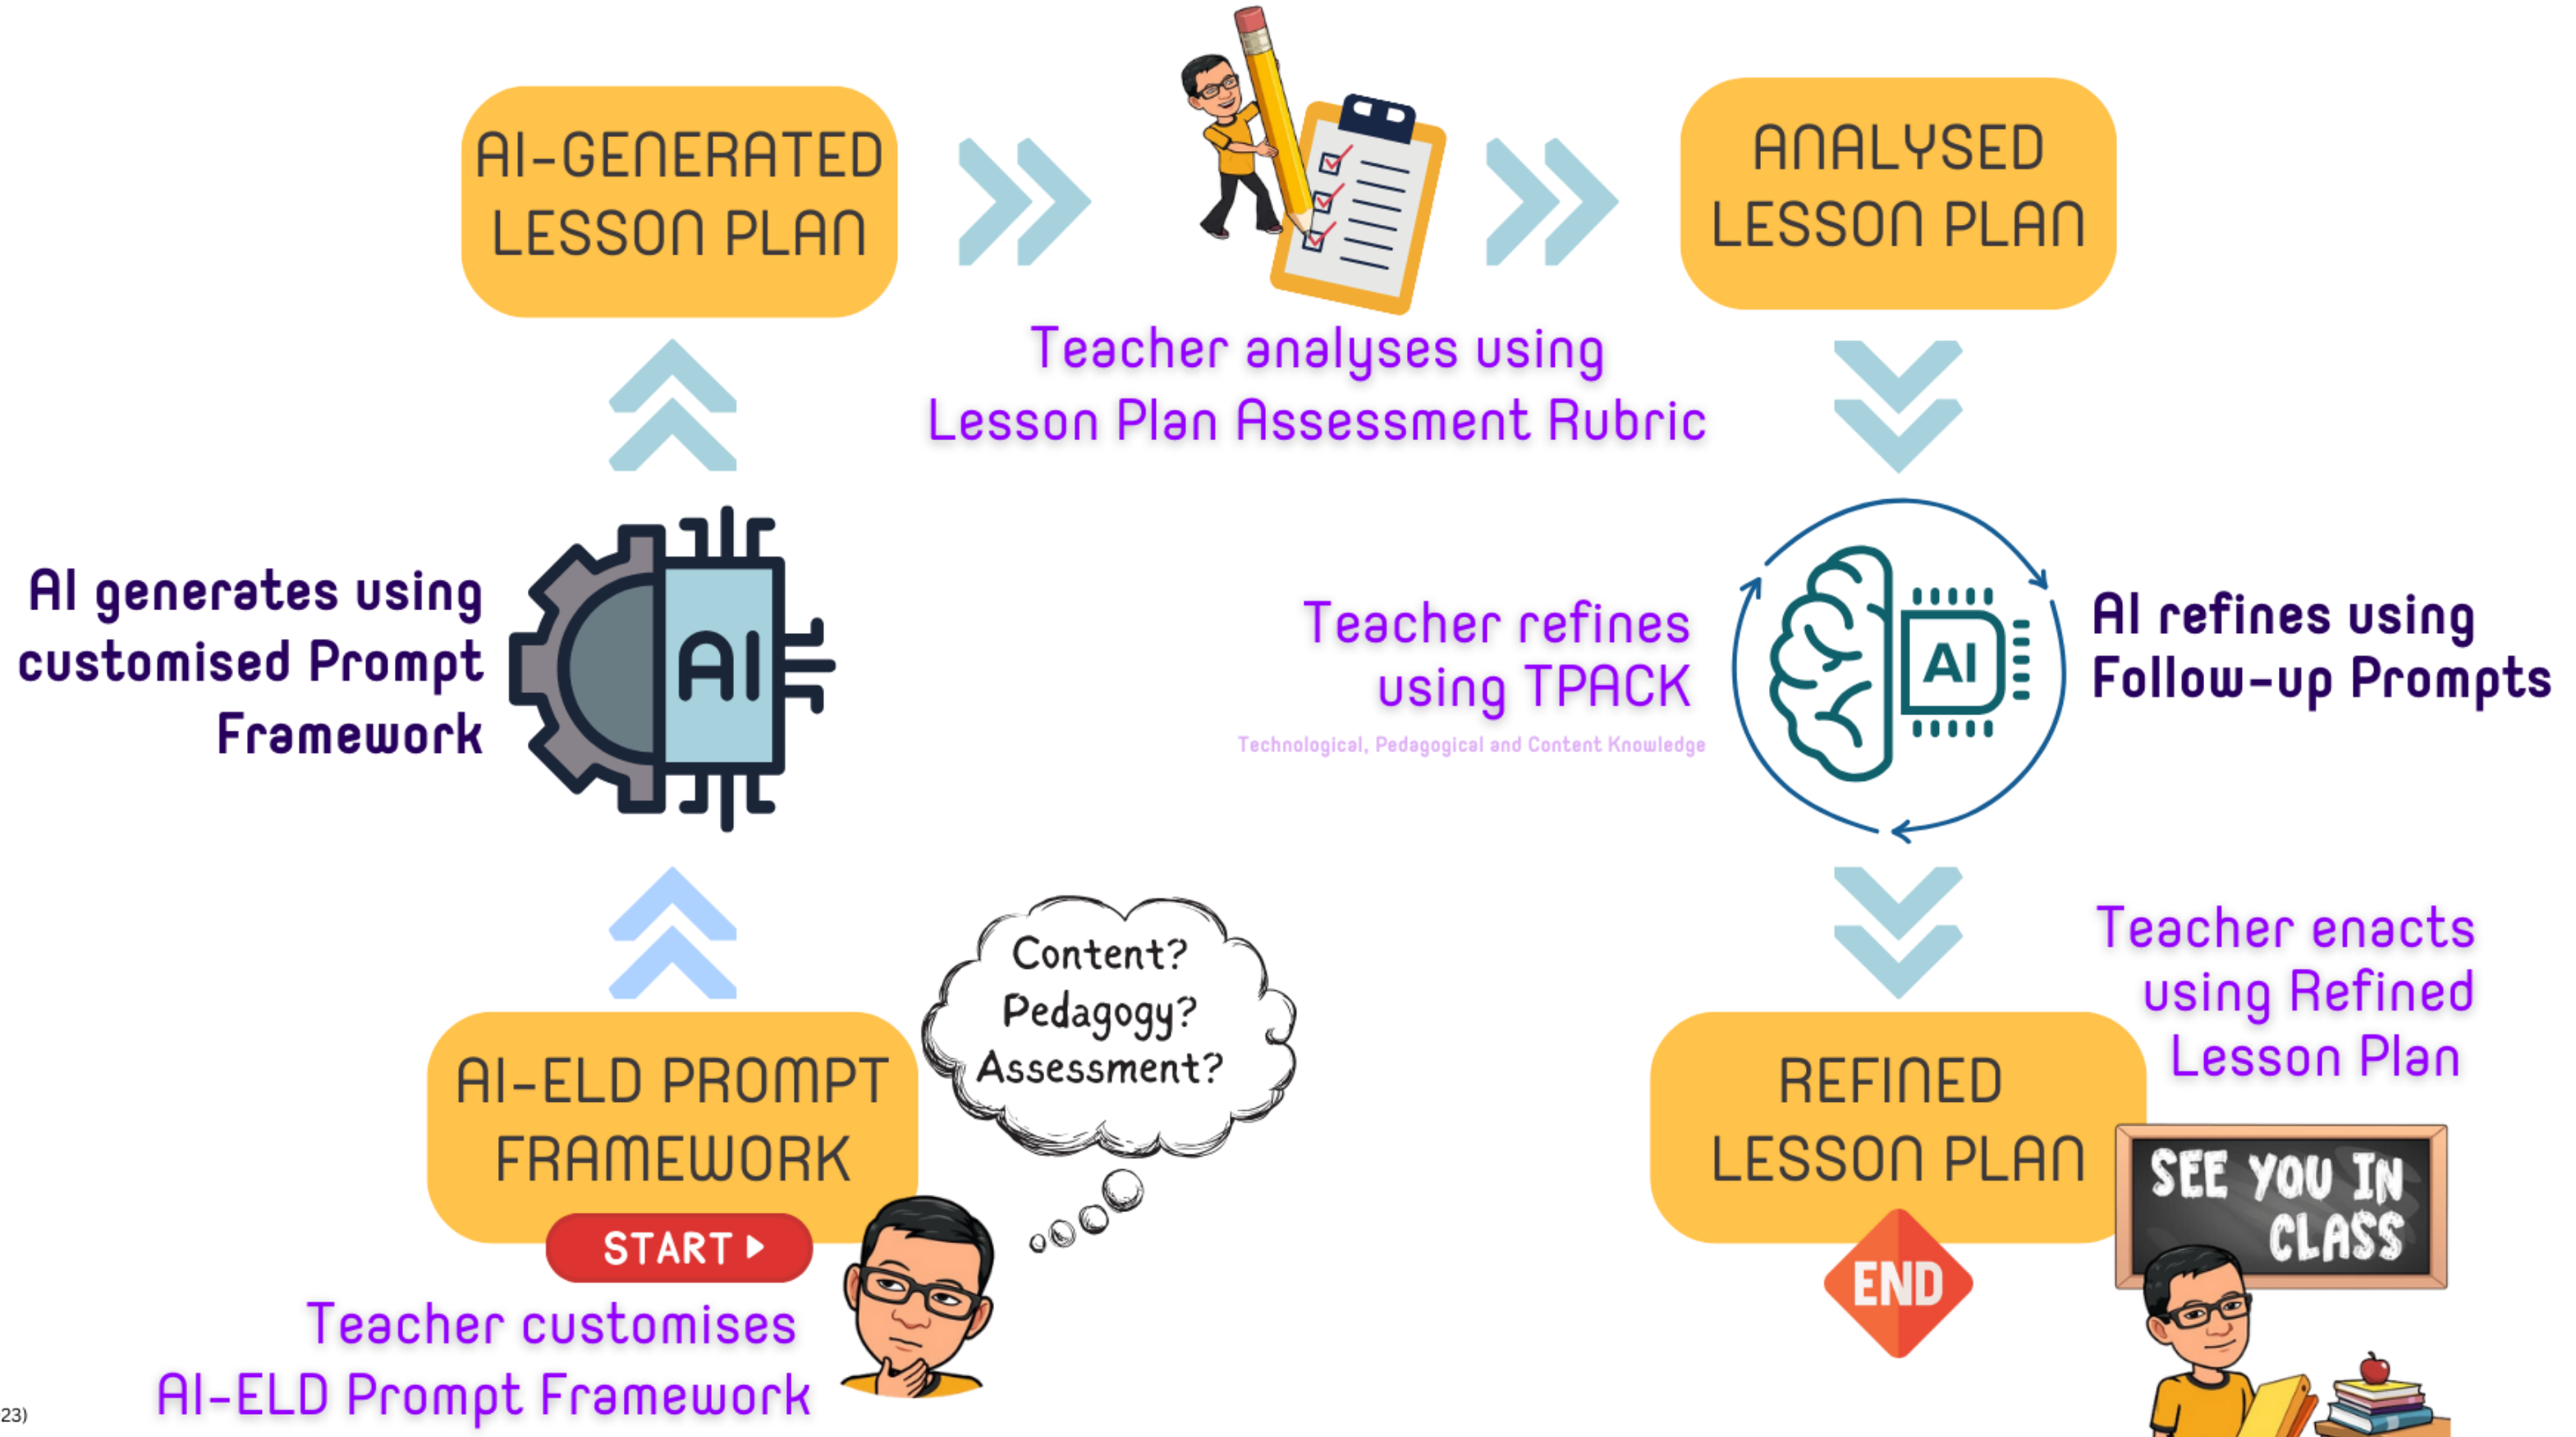 AI-GENERATED
LESSON PLAN
ANALYSED
LESSON PLAN
Teacher analyses using
Lesson Plan Assessment Rubric
AI generates using
customised Prompt
Framework
AI
Teacher refines
using TPACK
Technological, Pedagogical and Content Knowledge
AI
AI refines using
Follow-up Prompts
AI-ELD PROMPT
FRAMEWORK
START
Content?
Pedagogy?
Assessment?
Teacher customises
AI-ELD Prompt Framework
REFINED
LESSON PLAN
END
Teacher enacts
using Refined
Lesson Plan
SEE YOU IN
CLASS
23)